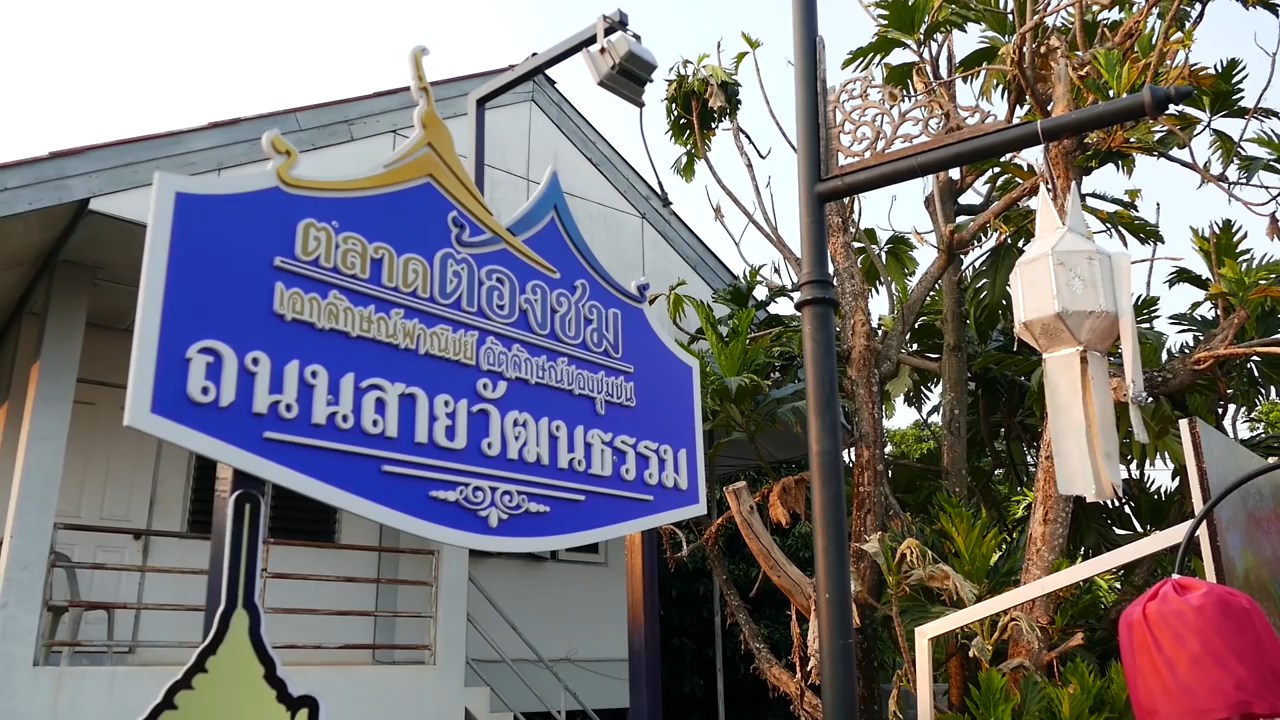 ตลาดต้องชม
เอกลักษณ์พาณิชย์ อัตลักษณ์ของชุมชน
ถนนสายวัฒนธรรม